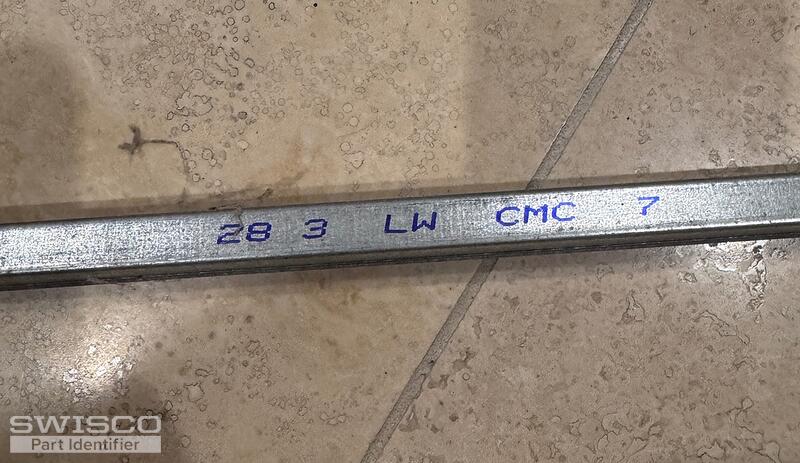 28 3 LW CMC 7
SWISCO
Part Identifier